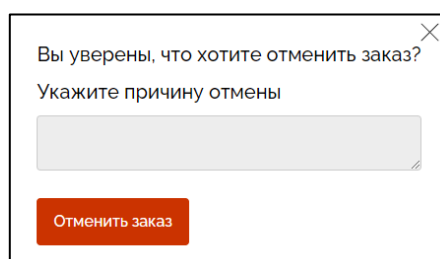 Вы уверены, что хотите отменить заказ?
Укажите причину отмены
Отменить заказ